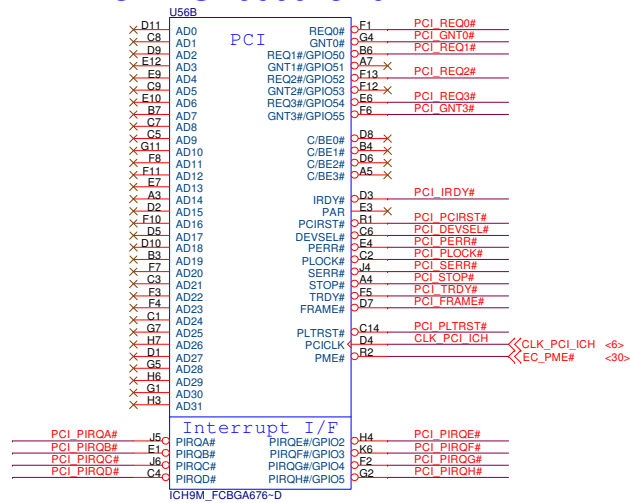 U56B
PCI
D11 AD0 REQ0# F1 PCI_REQ0#
C8 AD1 GNT0# G4 PCI_GNT0#
D9 AD2 REQ1#/GPIO50 B6 PCI_REQ1#
E12 AD3 GNT1#/GPIO51 A7
E9 AD4 REQ2#/GPIO52 F13 PCI_REQ2#
C9 AD5 GNT2#/GPIO53 F12
E10 AD6 REQ3#/GPIO54 E6 PCI_REQ3#
B7 AD7 GNT3#/GPIO55 F6 PCI_GNT3#
C7 AD8
C5 AD9 C/BE0# D8
G11 AD10 C/BE1# B4
F8 AD11 C/BE2# D6
F11 AD12 C/BE3# A5
E7 AD13
A3 AD14 IRDY# D3 PCI_IRDY#
D2 AD15 PAR E3
F10 AD16 PCIRST# R1 PCI_PCIRST#
D5 AD17 DEVSEL# C6 PCI_DEVSEL#
D10 AD18 PERR# E4 PCI_PERR#
B3 AD19 PLOCK# C2 PCI_PLOCK#
F7 AD20 SERR# J4 PCI_SERR#
C3 AD21 STOP# A4 PCI_STOP#
F3 AD22 TRDY# F5 PCI_TRDY#
F4 AD23 FRAME# D7 PCI_FRAME#
C1 AD24
G7 AD25 PLTRST# C14 PCI_PLTRST#
H7 AD26 PCICLK D4 CLK_PCI_ICH CLK_PCI_ICH <6>
D1 AD27 PME# R2 EC_PME# <30>
G5 AD28
H6 AD29
G1 AD30
H3 AD31
Interrupt I/F
PCI_PIRQA# J5 PIRQA# PIRQE#/GPIO2 H4 PCI_PIRQE#
PCI_PIRQB# E1 PIRQB# PIRQF#/GPIO3 K6 PCI_PIRQF#
PCI_PIRQC# J6 PIRQC# PIRQG#/GPIO4 F2 PCI_PIRQG#
PCI_PIRQD# C4 PIRQD# PIRQH#/GPIO5 G2 PCI_PIRQH#
ICH9M_FCBGA676~D